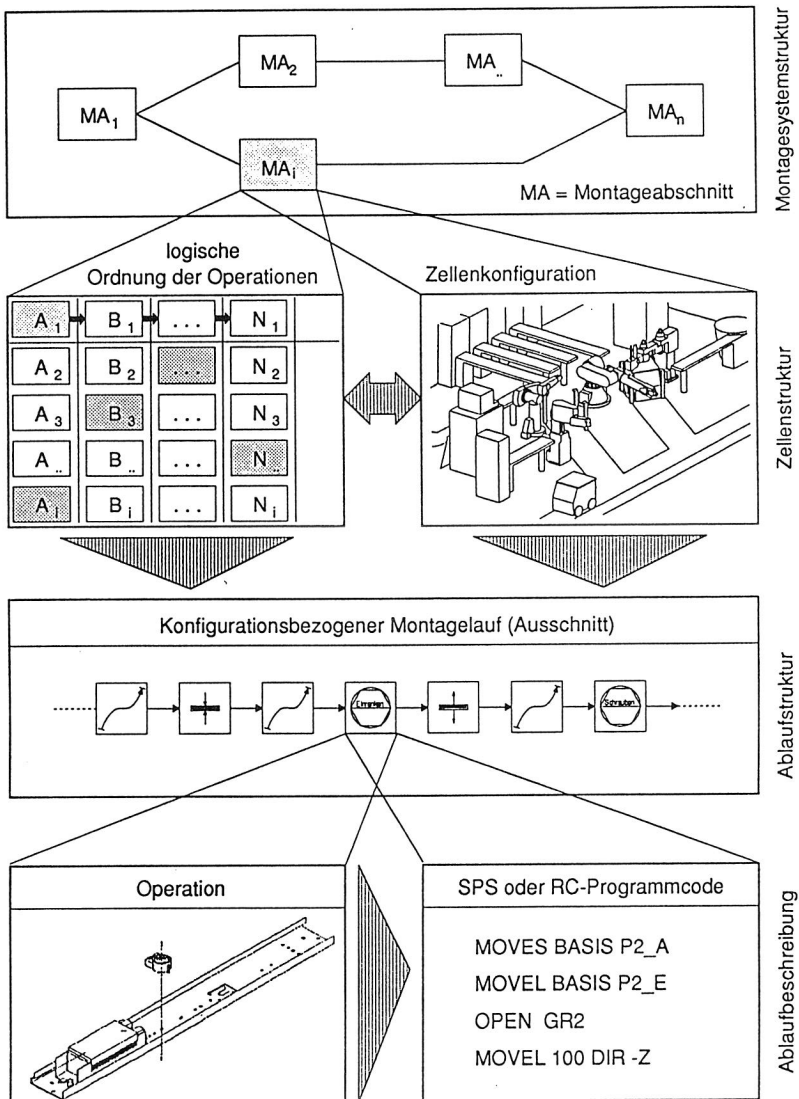 Montagesystemstruktur
MA₂
MA..
MA₁
MAₙ
MAᵢ
MA = Montageabschnitt
logische
Ordnung der Operationen
Zellenkonfiguration
Zellenstruktur
A₁ B₁ ... N₁
A₂ B₂ ... N₂
A₃ B₃ ... N₃
A.. B.. ... N..
Aᵢ Bᵢ ... Nᵢ
Konfigurationsbezogener Montagelauf (Ausschnitt)
Ablaufstruktur
Schrauben
Operation
SPS oder RC-Programmcode
Ablaufbeschreibung
MOVES BASIS P2_A
MOVEL BASIS P2_E
OPEN GR2
MOVEL 100 DIR -Z